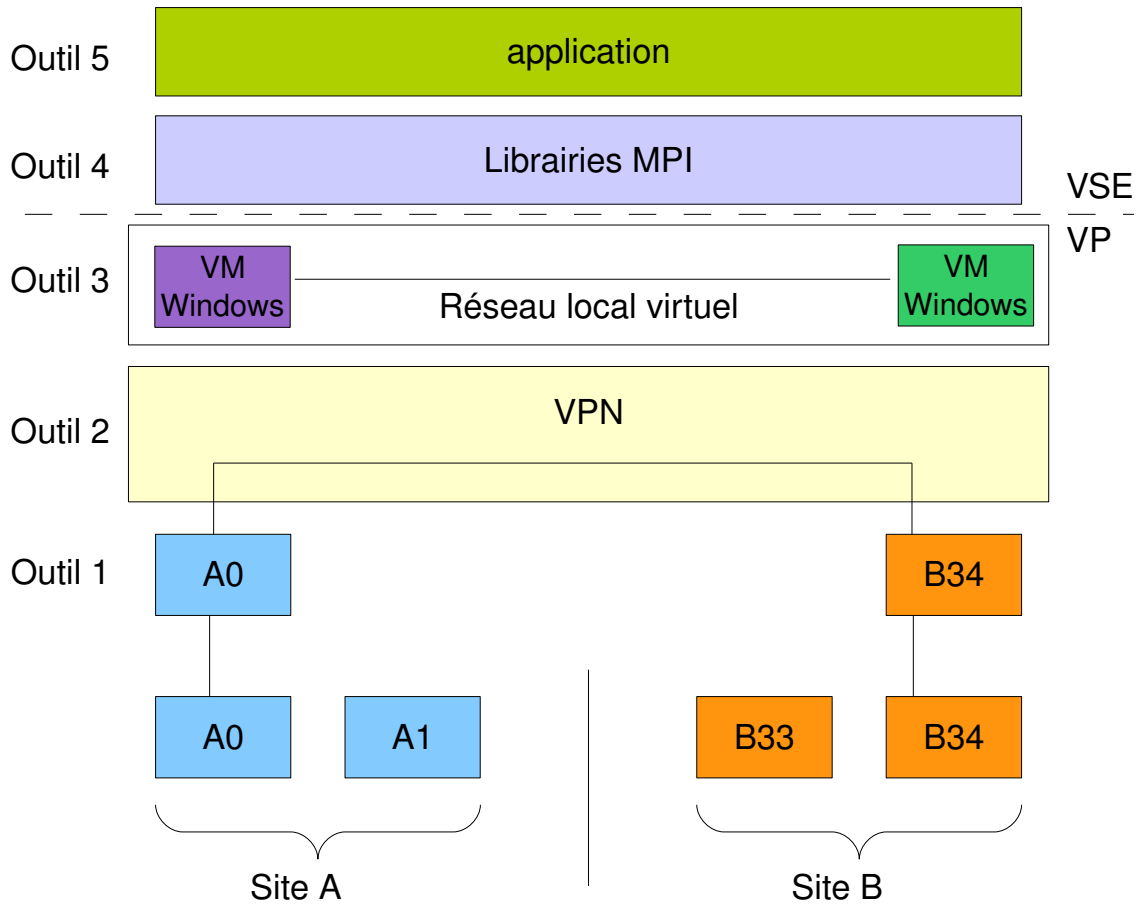 Outil 5
application
Outil 4
Librairies MPI
VSE
VP
Outil 3
VM
Windows
Réseau local virtuel
VM
Windows
Outil 2
VPN
Outil 1
A0
B34
A0
A1
B33
B34
Site A
Site B